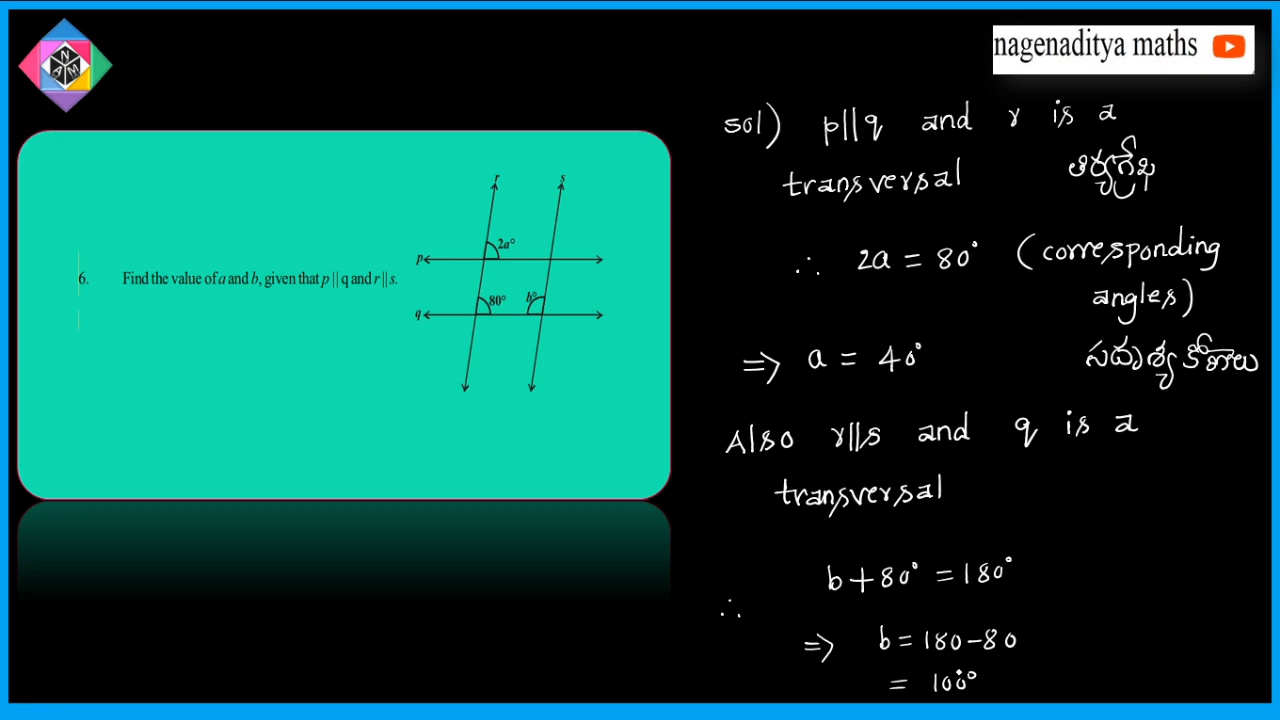 N
A M
nagenaditya maths
6. Find the value of a and b, given that p || q and r || s.
r s
2a°
p
80° b°
q
sol) p||q and r is a
transversal తిర్యగ్రేఖ
∴ 2a = 80° (corresponding
angles)
=> a = 40° సదృశ్య కోణాలు
Also r||s and q is a
transversal
∴ b + 80° = 180°
=> b = 180 - 80
= 100°